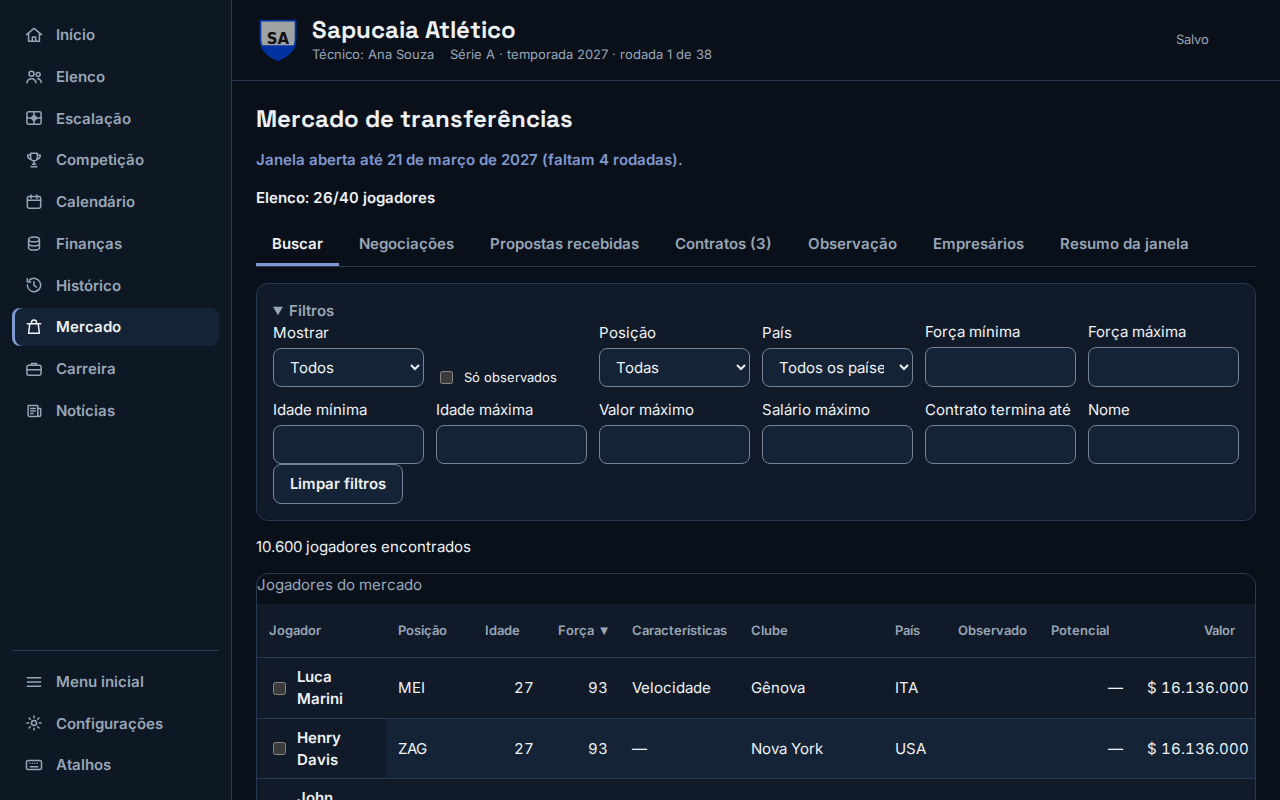 Início
Elenco
Escalação
Competição
Calendário
Finanças
Histórico
Mercado
Carreira
Notícias
Menu inicial
Configurações
Atalhos
SA
Sapucaia Atlético
Técnico: Ana Souza Série A · temporada 2027 · rodada 1 de 38
Salvo
Mercado de transferências
Janela aberta até 21 de março de 2027 (faltam 4 rodadas).
Elenco: 26/40 jogadores
Buscar Negociações Propostas recebidas Contratos (3) Observação Empresários Resumo da janela
▼ Filtros
Mostrar Posição País Força mínima Força máxima
Todos Só observados Todas Todos os paíse
Idade mínima Idade máxima Valor máximo Salário máximo Contrato termina até Nome
Limpar filtros
10.600 jogadores encontrados
Jogadores do mercado
Jogador Posição Idade Força ▼ Características Clube País Observado Potencial Valor
Luca
Marini MEI 27 93 Velocidade Gênova ITA — $ 16.136.000
Henry
Davis ZAG 27 93 — Nova York USA — $ 16.136.000
John